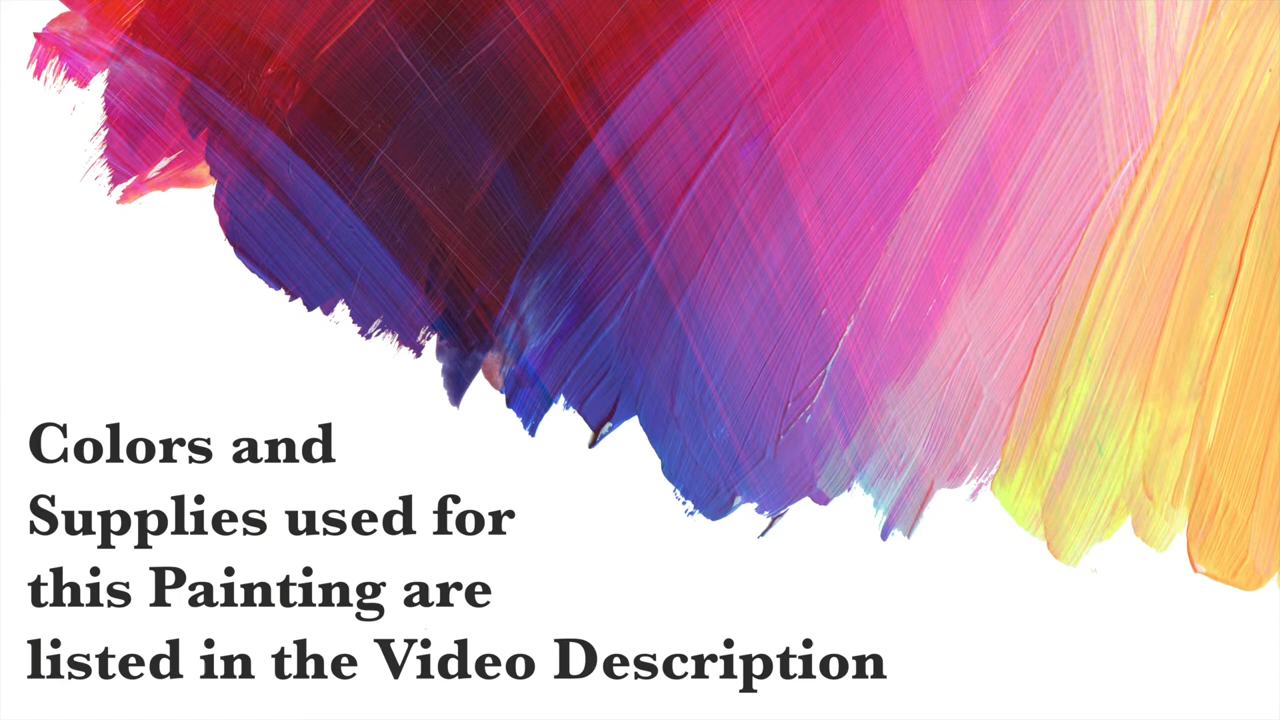 Colors and
Supplies used for
this Painting are
listed in the Video Description